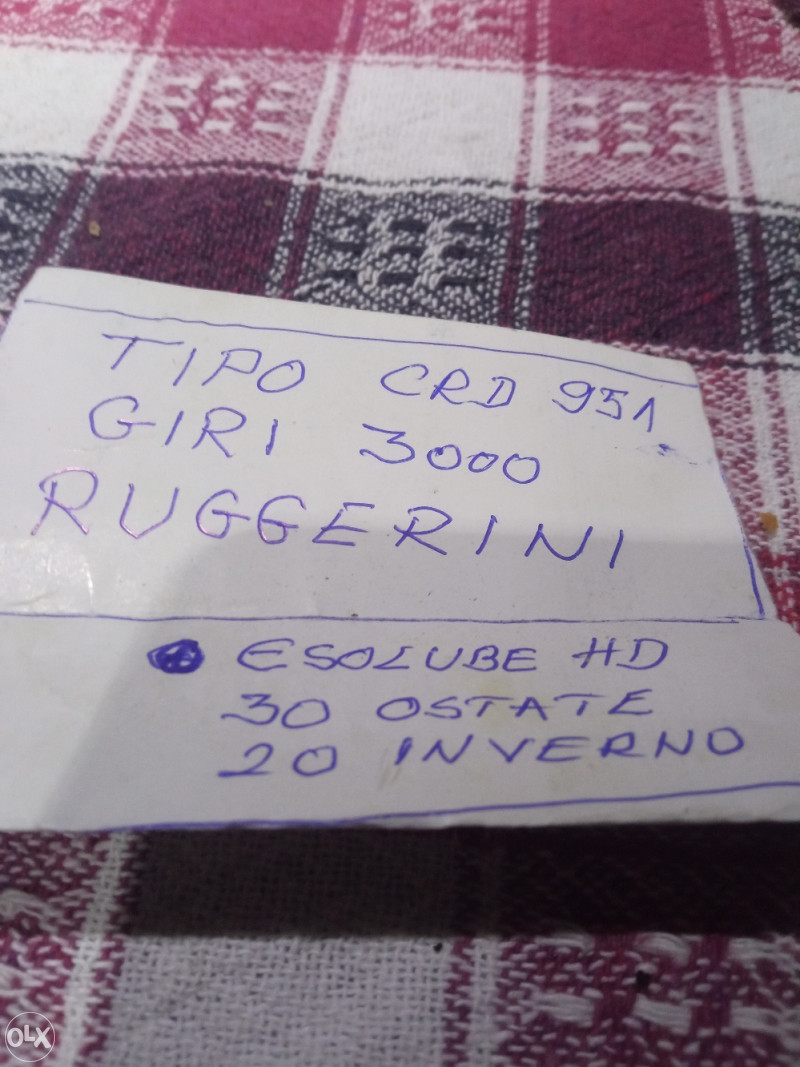 TIPO CRD 951
GIRI 3000
RUGGERINI
ESOLUBE HD
30 OSTATE
20 INVERNO
OLX